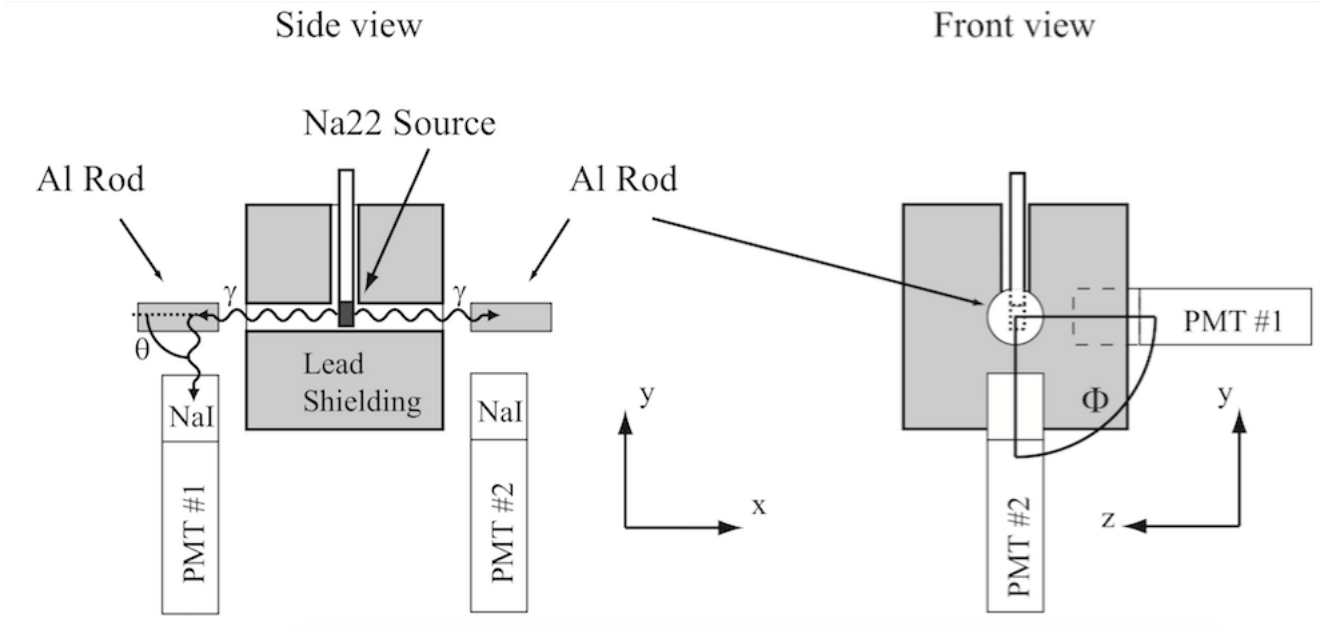 Side view
Front view
Na22 Source
Al Rod
Al Rod
γ
γ
θ
Lead
Shielding
NaI
NaI
PMT #1
PMT #2
y
x
PMT #1
Φ
PMT #2
y
z